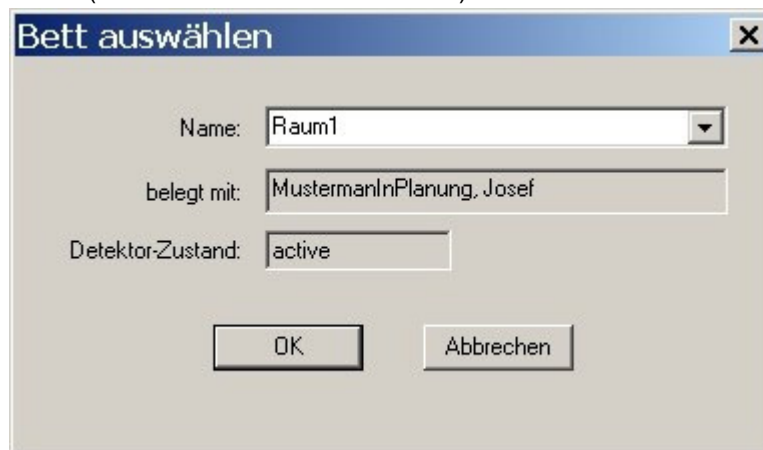 Bett auswählen
Name: Raum1
belegt mit: MustermanInPlanung, Josef
Detektor-Zustand: active
OK Abbrechen